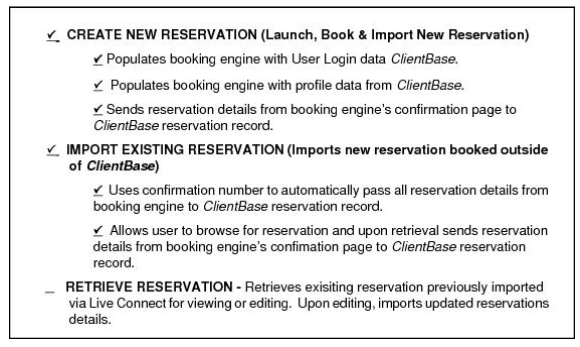 ✓ CREATE NEW RESERVATION (Launch, Book & Import New Reservation)
✓ Populates booking engine with User Login data ClientBase.
✓ Populates booking engine with profile data from ClientBase.
✓ Sends reservation details from booking engine's confirmation page to
ClientBase reservation record.
✓ IMPORT EXISTING RESERVATION (Imports new reservation booked outside
of ClientBase)
✓ Uses confirmation number to automatically pass all reservation details from
booking engine to ClientBase reservation record.
✓ Allows user to browse for reservation and upon retrieval sends reservation
details from booking engine's confimation page to ClientBase reservation
record.
_ RETRIEVE RESERVATION - Retrieves exisiting reservation previously imported
via Live Connect for viewing or editing. Upon editing, imports updated reservations
details.